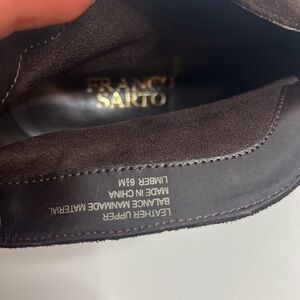 FRANCO
SARTO
LEATHER UPPER
BALANCE MANMADE MATERIAL
MADE IN CHINA
LIMBER 6½M